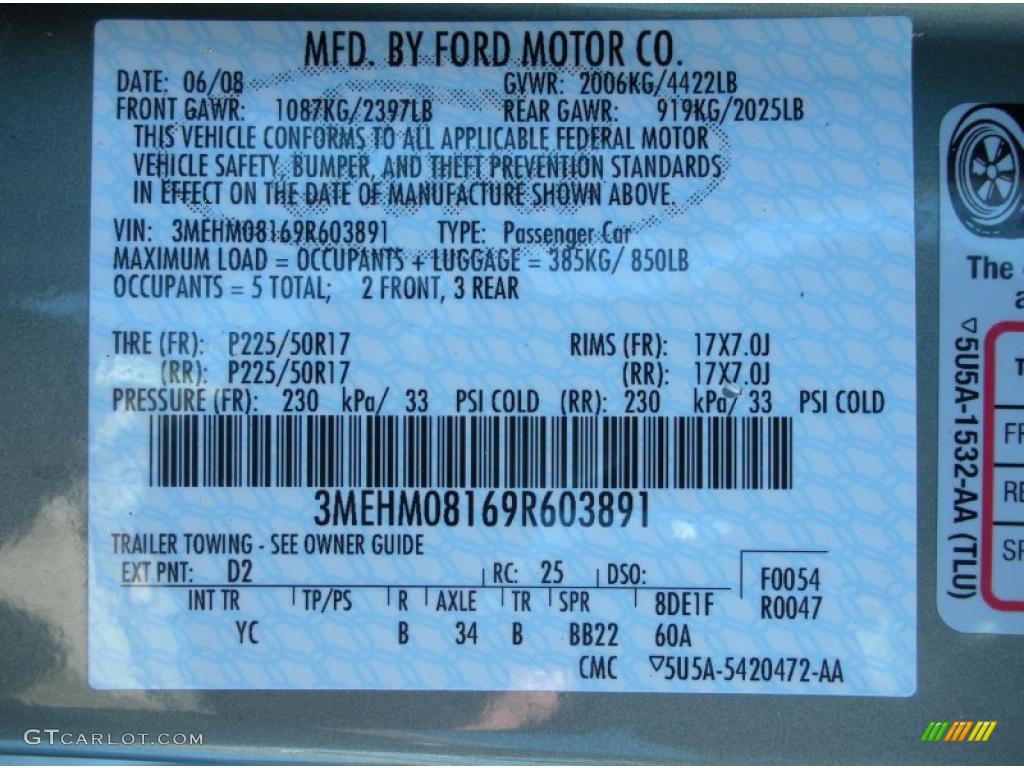 MFD. BY FORD MOTOR CO.
DATE: 06/08 GVWR: 2006KG/4422LB
FRONT GAWR: 1087KG/2397LB REAR GAWR: 919KG/2025LB
THIS VEHICLE CONFORMS TO ALL APPLICABLE FEDERAL MOTOR
VEHICLE SAFETY, BUMPER, AND THEFT PREVENTION STANDARDS
IN EFFECT ON THE DATE OF MANUFACTURE SHOWN ABOVE.
VIN: 3MEHM08169R603891 TYPE: Passenger Car
MAXIMUM LOAD = OCCUPANTS + LUGGAGE = 385KG/ 850LB
OCCUPANTS = 5 TOTAL; 2 FRONT, 3 REAR
TIRE (FR): P225/50R17 RIMS (FR): 17X7.0J
(RR): P225/50R17 (RR): 17X7.0J
PRESSURE (FR): 230 kPa/ 33 PSI COLD (RR): 230 kPa/ 33 PSI COLD
3MEHM08169R603891
TRAILER TOWING - SEE OWNER GUIDE
EXT PNT: D2 RC: 25 DSO: F0054
INT TR TP/PS R AXLE TR SPR 8DE1F R0047
YC B 34 B BB22 60A
CMC ▽5U5A-5420472-AA
The
▽5U5A-1532-AA (TLU)
GTCARLOT.COM